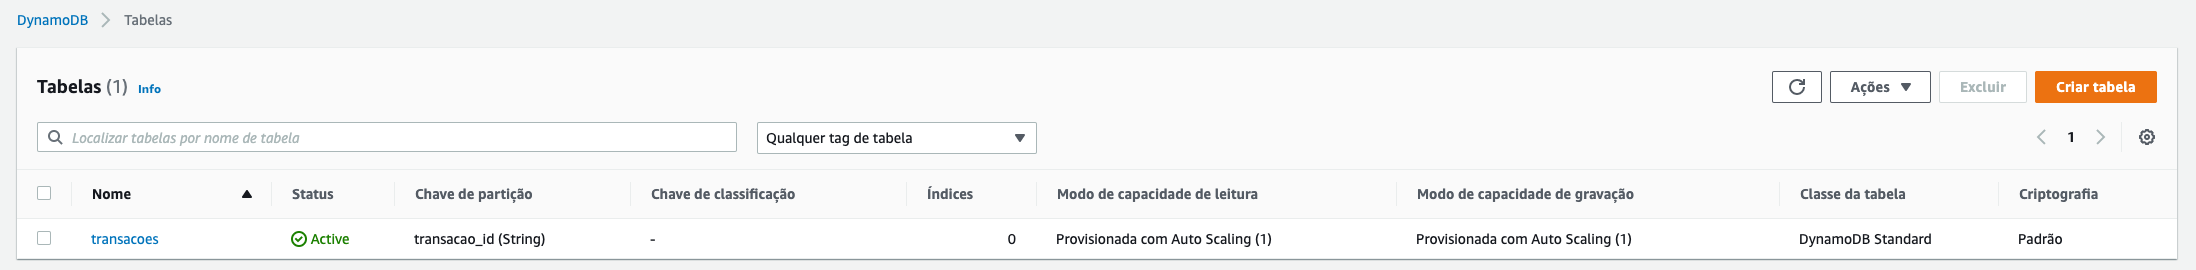 DynamoDB > Tabelas
Tabelas (1) Info
Ações
Excluir
Criar tabela
Localizar tabelas por nome de tabela
Qualquer tag de tabela
1
Nome Status Chave de partição Chave de classificação Índices Modo de capacidade de leitura Modo de capacidade de gravação Classe da tabela Criptografia
transacoes Active transacao_id (String) - 0 Provisionada com Auto Scaling (1) Provisionada com Auto Scaling (1) DynamoDB Standard Padrão